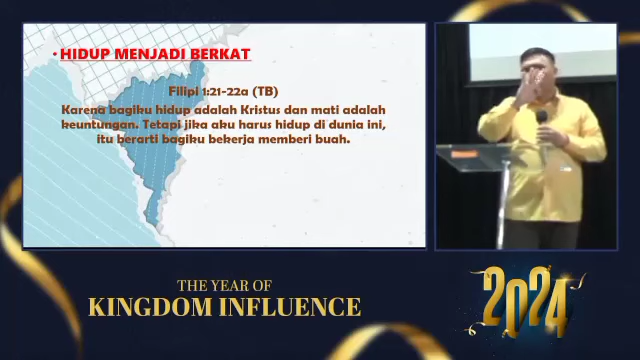 • HIDUP MENJADI BERKAT
Filipi 1:21-22a (TB)
Karena bagiku hidup adalah Kristus dan mati adalah
keuntungan. Tetapi jika aku harus hidup di dunia ini,
itu berarti bagiku bekerja memberi buah.
THE YEAR OF
KINGDOM INFLUENCE
2024